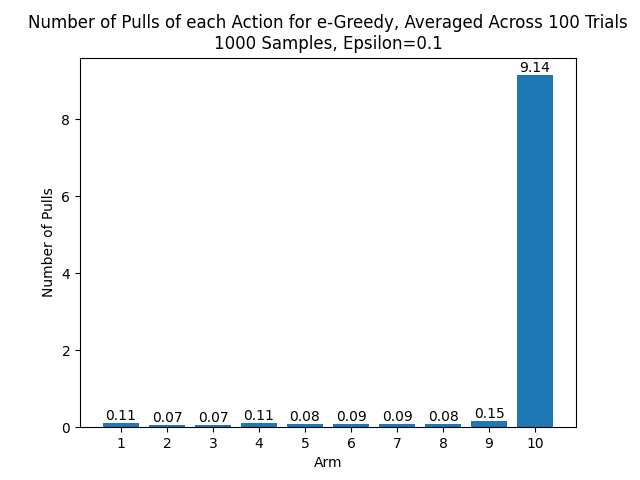 Number of Pulls of each Action for e-Greedy, Averaged Across 100 Trials
1000 Samples, Epsilon=0.1
9.14
8
6
4
2
0
Number of Pulls
0.11 0.07 0.07 0.11 0.08 0.09 0.09 0.08 0.15
1 2 3 4 5 6 7 8 9 10
Arm